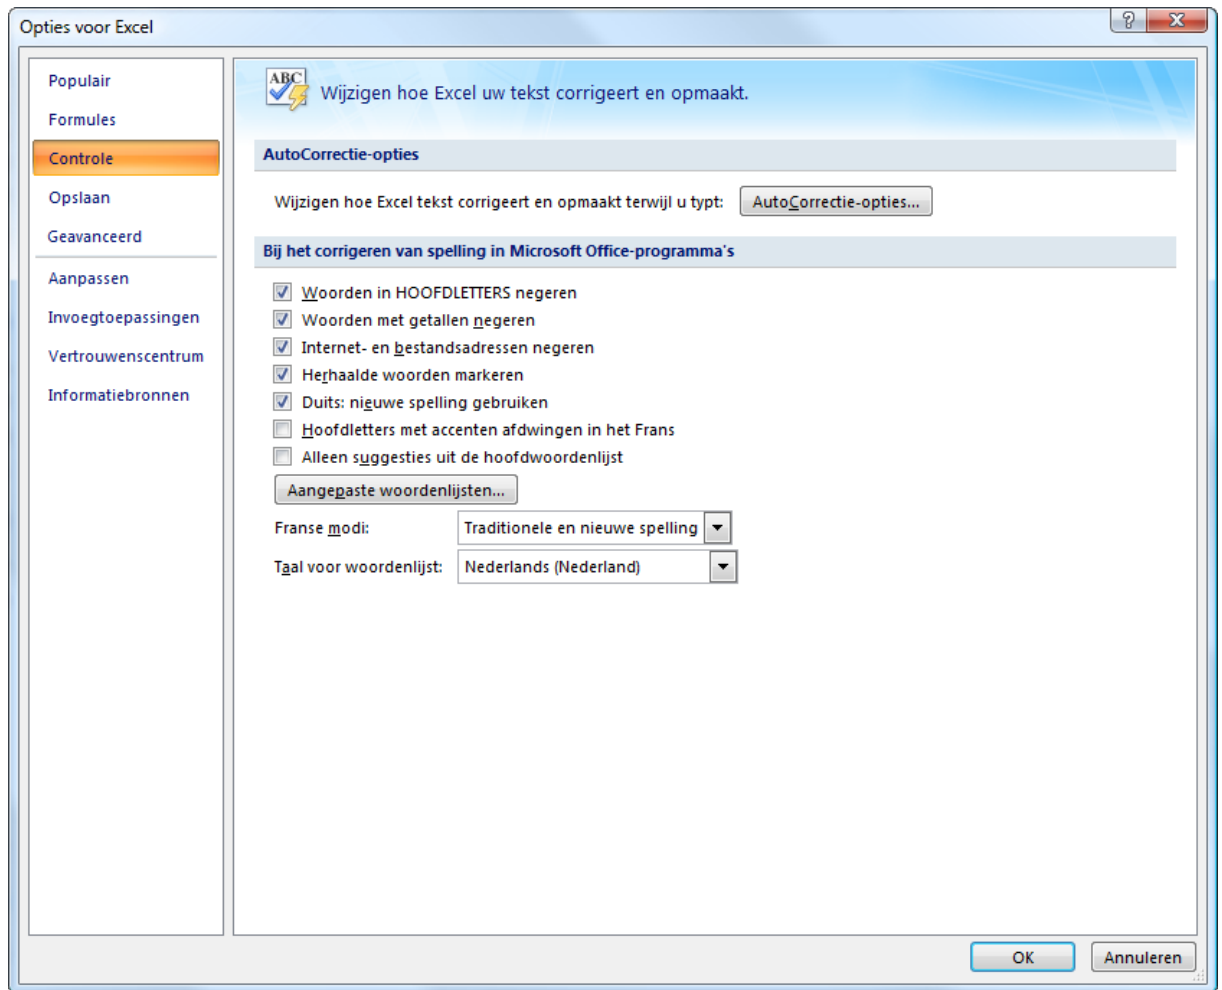 Opties voor Excel
Populair
Formules
Controle
Opslaan
Geavanceerd
Aanpassen
Invoegtoepassingen
Vertrouwenscentrum
Informatiebronnen
ABC
Wijzigen hoe Excel uw tekst corrigeert en opmaakt.
AutoCorrectie-opties
Wijzigen hoe Excel tekst corrigeert en opmaakt terwijl u typt: AutoCorrectie-opties...
Bij het corrigeren van spelling in Microsoft Office-programma's
Woorden in HOOFDLETTERS negeren
Woorden met getallen negeren
Internet- en bestandsadressen negeren
Herhaalde woorden markeren
Duits: nieuwe spelling gebruiken
Hoofdletters met accenten afdwingen in het Frans
Alleen suggesties uit de hoofdwoordenlijst
Aangepaste woordenlijsten...
Franse modi: Traditionele en nieuwe spelling
Taal voor woordenlijst: Nederlands (Nederland)
OK Annuleren